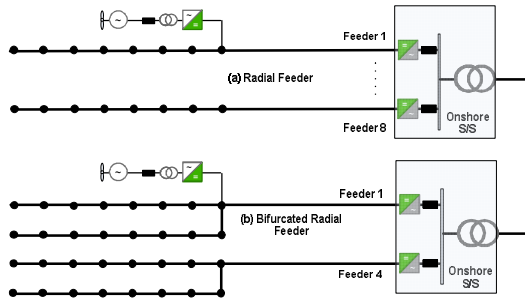 Feeder 1
(a) Radial Feeder
Feeder 8
Onshore
S/S
Feeder 1
(b) Bifurcated Radial
Feeder
Feeder 4
Onshore
S/S